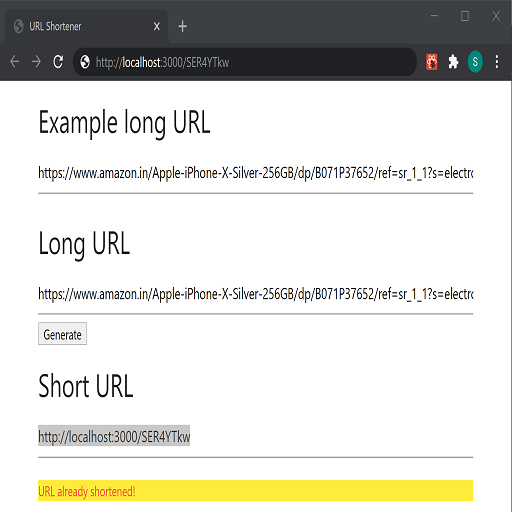 URL Shortener
http://localhost:3000/SER4YTkw
S
Example long URL
https://www.amazon.in/Apple-iPhone-X-Silver-256GB/dp/B071P37652/ref=sr_1_1?s=electro
Long URL
https://www.amazon.in/Apple-iPhone-X-Silver-256GB/dp/B071P37652/ref=sr_1_1?s=electro
Generate
Short URL
http://localhost:3000/SER4YTkw
URL already shortened!